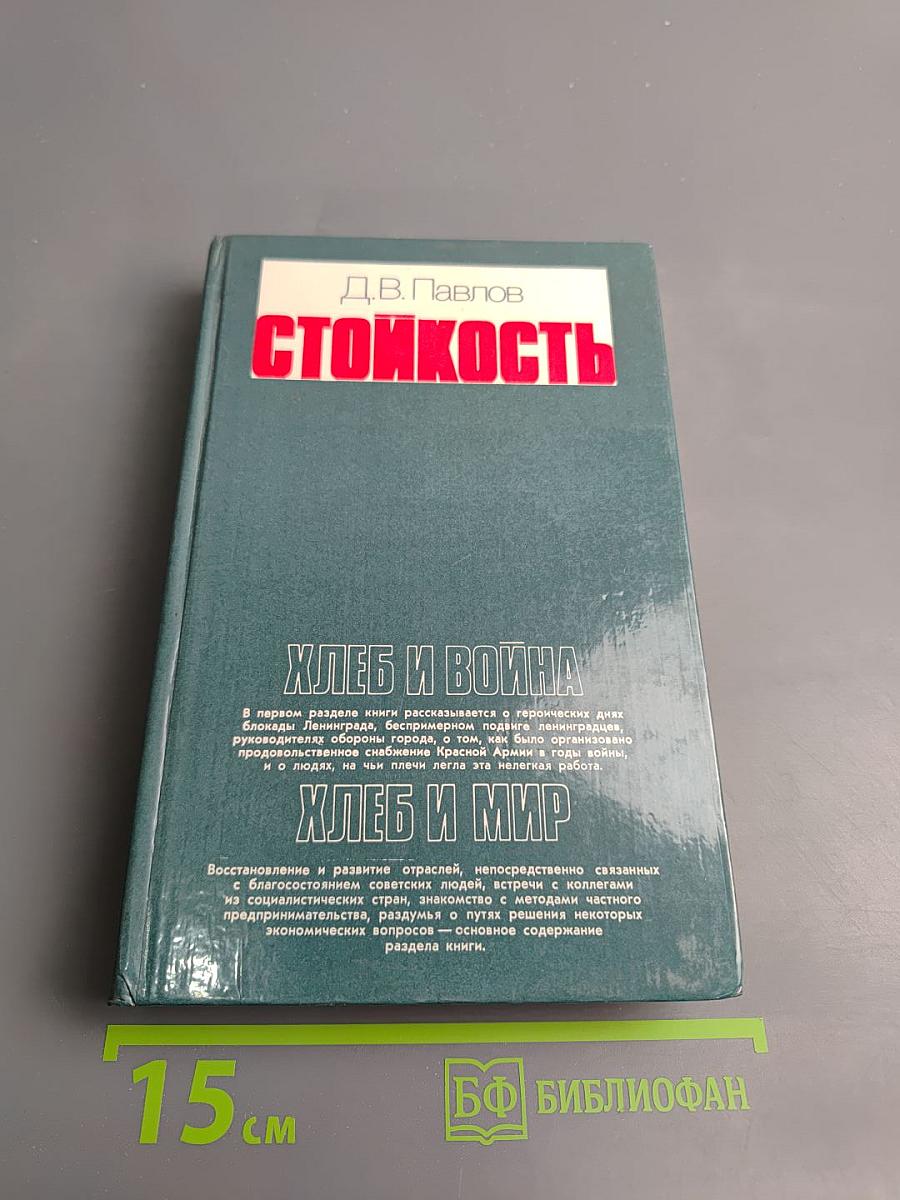 Д.В. Павлов
СТОЙКОСТЬ
ХЛЕБ И ВОЙНА
В первом разделе книги рассказывается о героических днях
блокады Ленинграда, беспримерном подвиге ленинградцев,
руководителях обороны города, о том, как было организовано
продовольственное снабжение Красной Армии в годы войны,
и о людях, на чьи плечи легла эта нелегкая работа.
ХЛЕБ И МИР
Восстановление и развитие отраслей, непосредственно связанных
с благосостоянием советских людей, встречи с коллегами
из социалистических стран, знакомство с методами частного
предпринимательства, раздумья о путях решения некоторых
экономических вопросов — основное содержание
раздела книги.
15 см
БФ БИБЛИОФАН